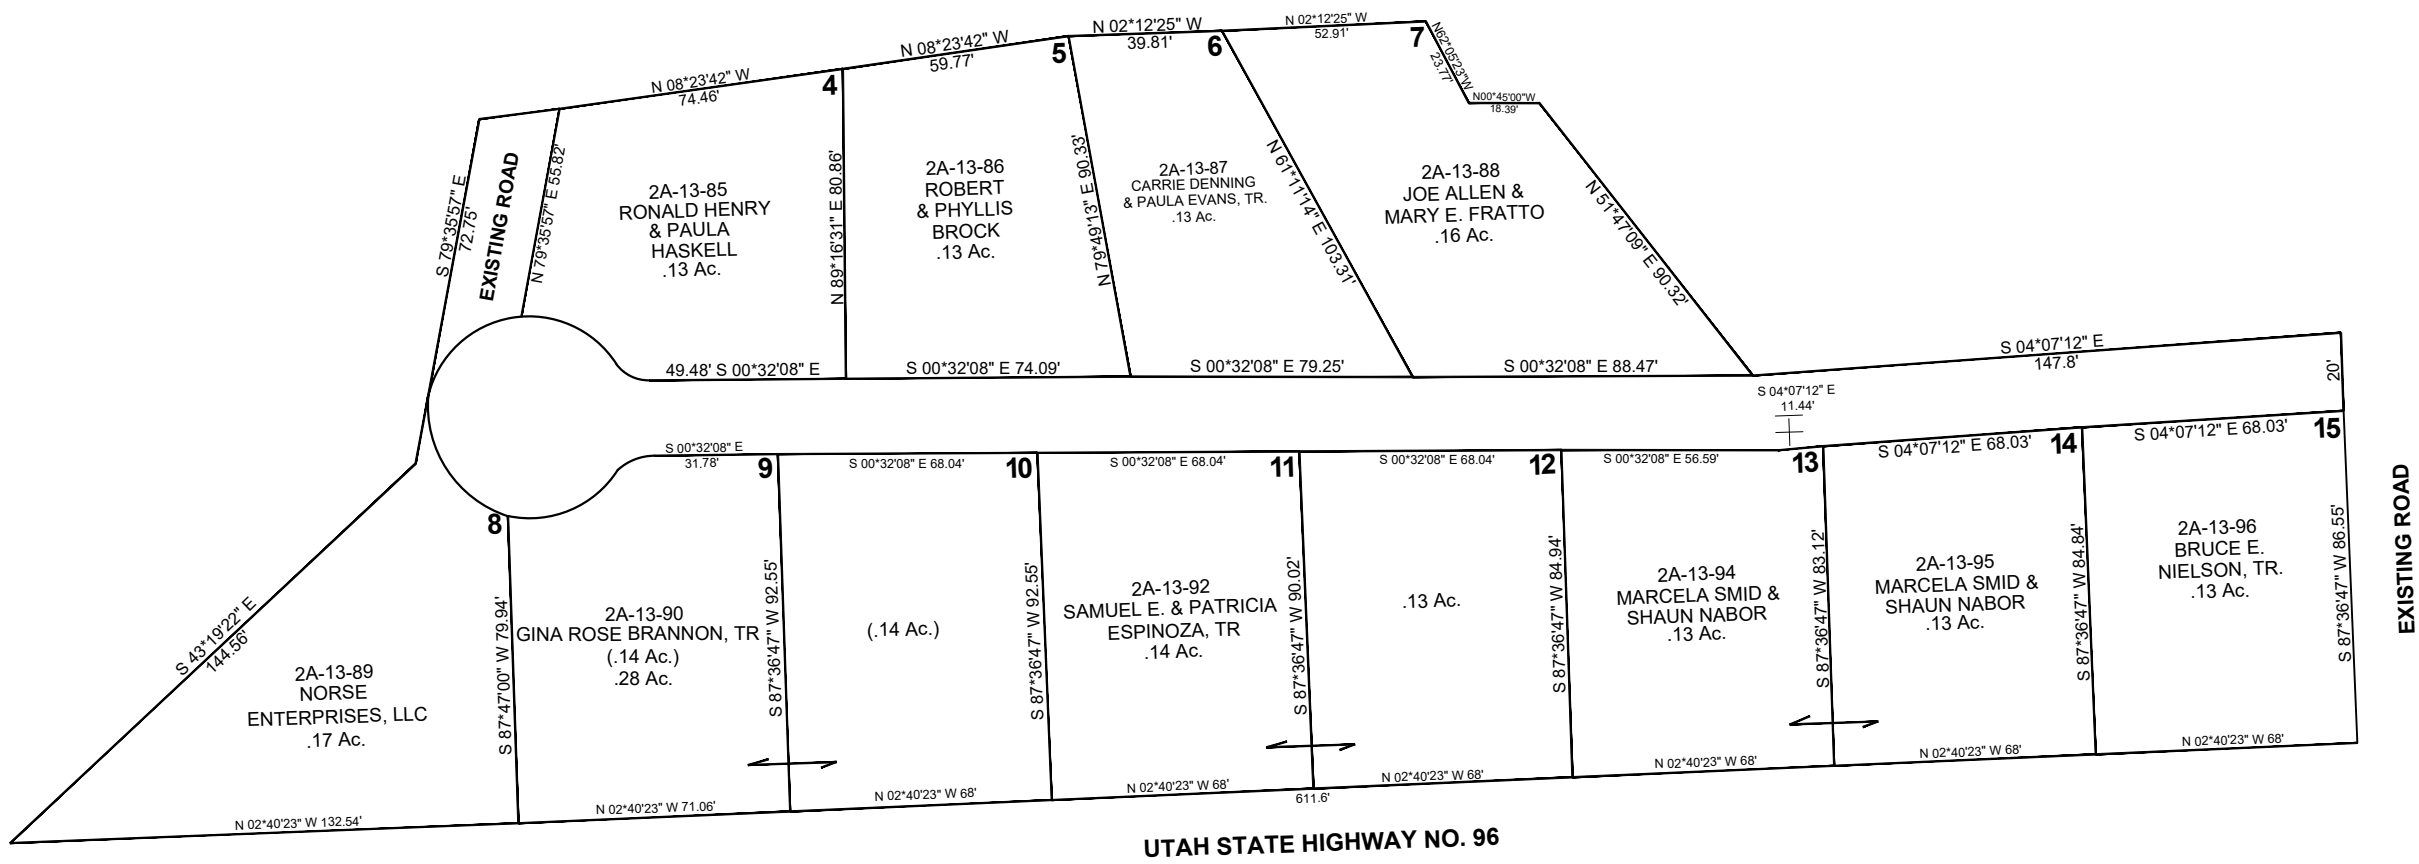 N 02*12'25" W
39.81'
N 02*12'25" W
52.91'
N 08*23'42" W
59.77'
N 08*23'42" W
74.46'
4
5
6
7
N62*05'23"W
23.77'
N00*45'00"W
18.39'
S 79*35'57" E
72.75'
EXISTING ROAD
N 79*35'57" E 55.82'
2A-13-85
RONALD HENRY
& PAULA
HASKELL
.13 Ac.
N 89*16'31" E 80.86'
2A-13-86
ROBERT
& PHYLLIS
BROCK
.13 Ac.
N 79*49'13" E 90.33'
2A-13-87
CARRIE DENNING
& PAULA EVANS, TR.
.13 Ac.
N 61*11'14" E 103.31'
2A-13-88
JOE ALLEN &
MARY E. FRATTO
.16 Ac.
N 51*47'09" E 90.32'
49.48' S 00*32'08" E
S 00*32'08" E 74.09'
S 00*32'08" E 79.25'
S 00*32'08" E 88.47'
S 04*07'12" E
147.8'
20'
S 04*07'12" E
11.44'
S 00*32'08" E
31.78'
S 00*32'08" E 68.04'
S 00*32'08" E 68.04'
S 00*32'08" E 68.04'
S 00*32'08" E 56.59'
S 04*07'12" E 68.03'
S 04*07'12" E 68.03'
8
9
10
11
12
13
14
15
S 43*19'22" E
144.56'
2A-13-89
NORSE
ENTERPRISES, LLC
.17 Ac.
S 87*47'00" W 79.94'
2A-13-90
GINA ROSE BRANNON, TR
(.14 Ac.)
.28 Ac.
S 87*36'47" W 92.55'
(.14 Ac.)
S 87*36'47" W 92.55'
2A-13-92
SAMUEL E. & PATRICIA
ESPINOZA, TR
.14 Ac.
S 87*36'47" W 90.02'
.13 Ac.
S 87*36'47" W 84.94'
2A-13-94
MARCELA SMID &
SHAUN NABOR
.13 Ac.
S 87*36'47" W 83.12'
2A-13-95
MARCELA SMID &
SHAUN NABOR
.13 Ac.
S 87*36'47" W 84.84'
2A-13-96
BRUCE E.
NIELSON, TR.
.13 Ac.
S 87*36'47" W 86.55'
EXISTING ROAD
N 02*40'23" W 132.54'
N 02*40'23" W 71.06'
N 02*40'23" W 68'
N 02*40'23" W 68'
N 02*40'23" W 68'
N 02*40'23" W 68'
N 02*40'23" W 68'
N 02*40'23" W 68'
611.6'
UTAH STATE HIGHWAY NO. 96